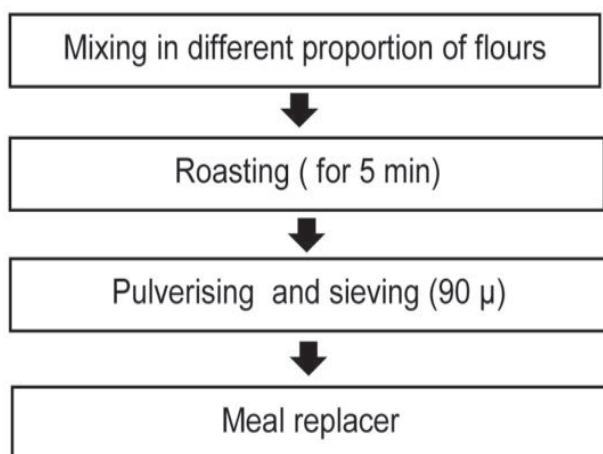 Mixing in different proportion of flours
Roasting ( for 5 min)
Pulverising and sieving (90 µ)
Meal replacer